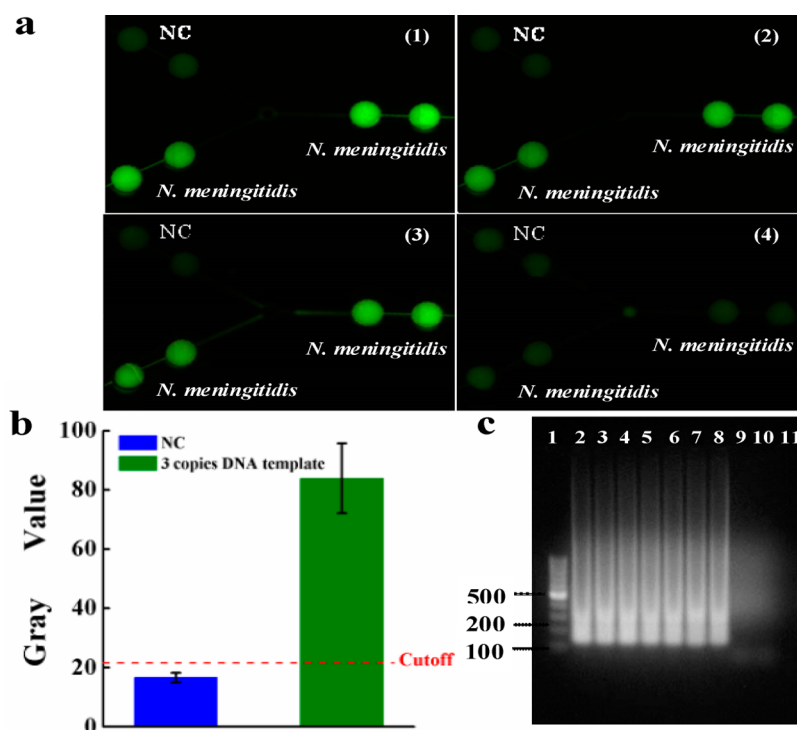 a
NC (1)
N. meningitidis
N. meningitidis
NC (2)
N. meningitidis
N. meningitidis
NC (3)
N. meningitidis
N. meningitidis
NC (4)
N. meningitidis
N. meningitidis
b
100
80
60
40
20
0
Gray Value
NC
3 copies DNA template
Cutoff
c
1 2 3 4 5 6 7 8 9 10 11
500
200
100